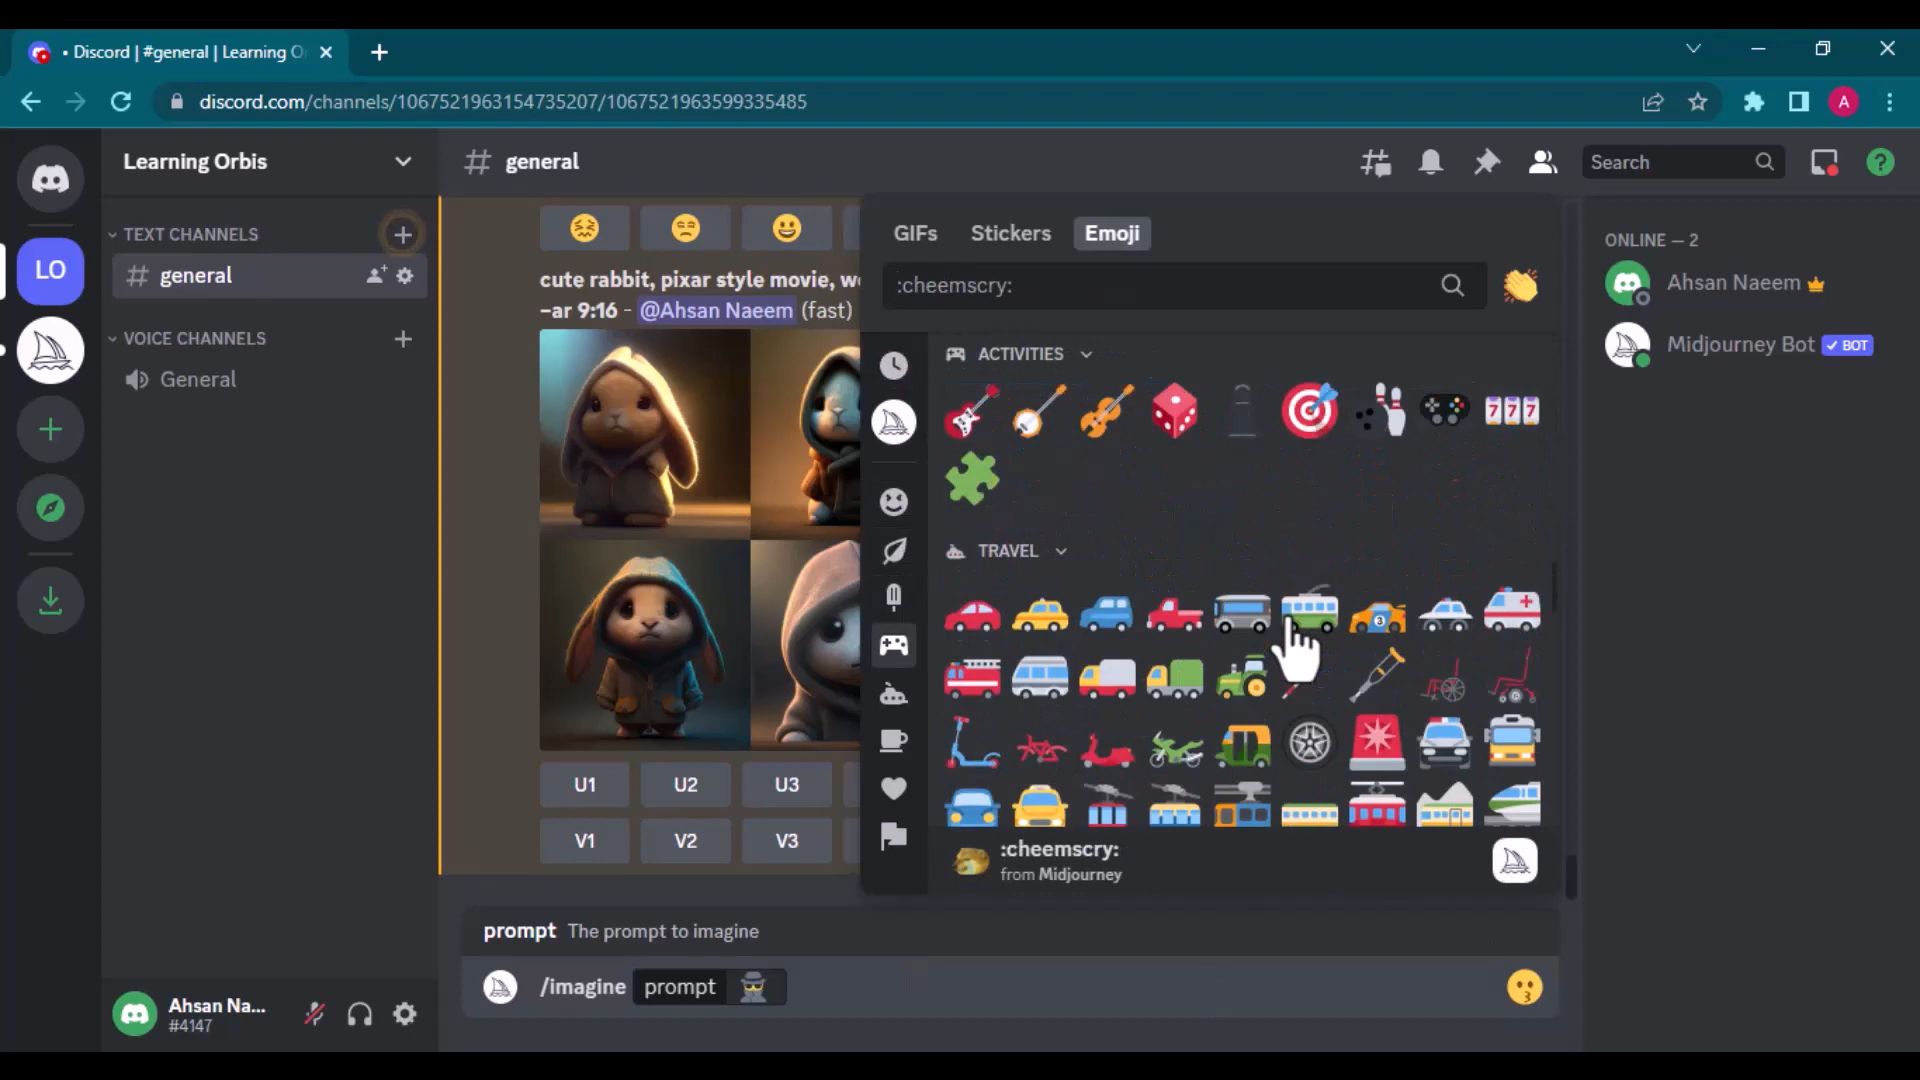 • Discord | #general | Learning O
discord.com/channels/1067521963154735207/1067521963599335485
A
Learning Orbis
general
Search
?
TEXT CHANNELS
LO
general
VOICE CHANNELS
General
cute rabbit, pixar style movie, w
–ar 9:16 - @Ahsan Naeem (fast)
U1 U2 U3
V1 V2 V3
GIFs Stickers Emoji
:cheemscry:
ACTIVITIES
777
TRAVEL
3
:cheemscry:
from Midjourney
ONLINE — 2
Ahsan Naeem
Midjourney Bot ✓ BOT
prompt The prompt to imagine
/imagine prompt
Ahsan Na...
#4147